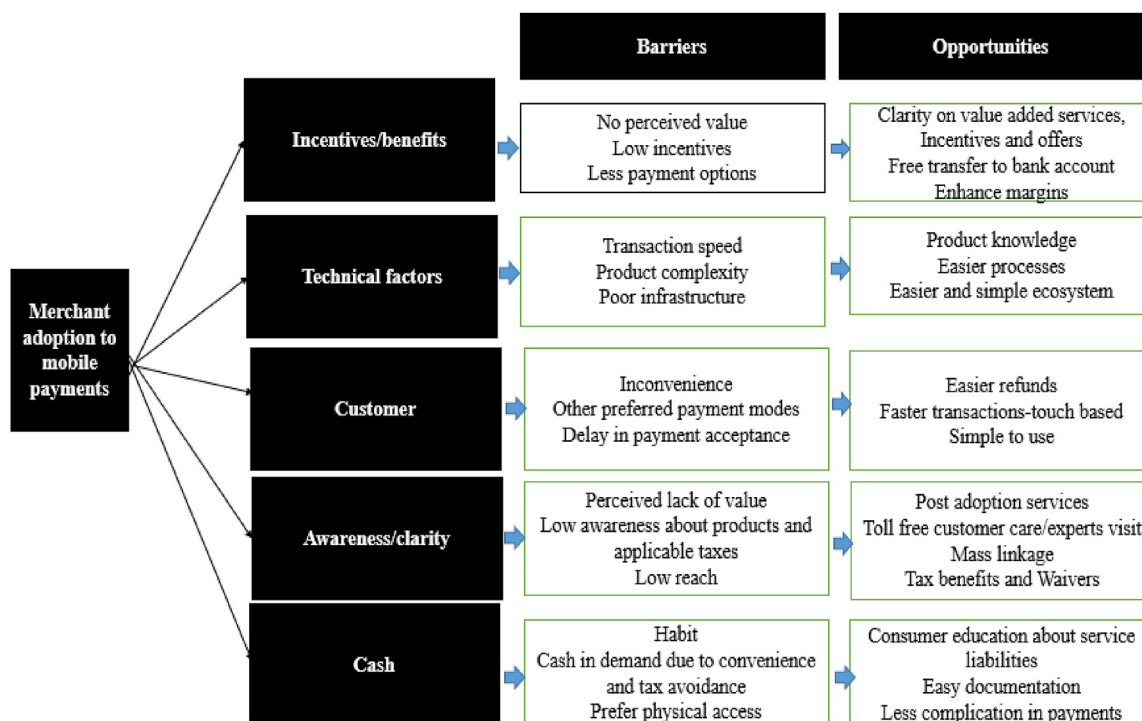 Barriers
Opportunities
Merchant
adoption to
mobile
payments
Incentives/benefits
No perceived value
Low incentives
Less payment options
Clarity on value added services,
Incentives and offers
Free transfer to bank account
Enhance margins
Technical factors
Transaction speed
Product complexity
Poor infrastructure
Product knowledge
Easier processes
Easier and simple ecosystem
Customer
Inconvenience
Other preferred payment modes
Delay in payment acceptance
Easier refunds
Faster transactions-touch based
Simple to use
Awareness/clarity
Perceived lack of value
Low awareness about products and
applicable taxes
Low reach
Post adoption services
Toll free customer care/experts visit
Mass linkage
Tax benefits and Waivers
Cash
Habit
Cash in demand due to convenience
and tax avoidance
Prefer physical access
Consumer education about service
liabilities
Easy documentation
Less complication in payments